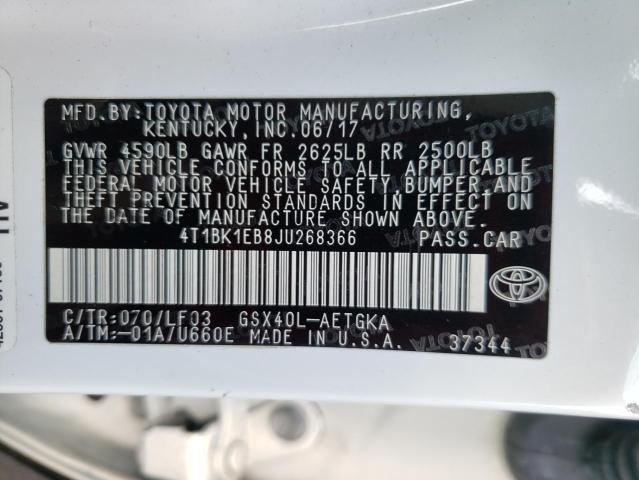 MFD.BY:TOYOTA MOTOR MANUFACTURING,
KENTUCKY, INC. 06/17
GVWR 4590LB GAWR FR 2625LB RR 2500LB
THIS VEHICLE CONFORMS TO ALL APPLICABLE
FEDERAL MOTOR VEHICLE SAFETY, BUMPER, AND
THEFT PREVENTION STANDARDS IN EFFECT ON
THE DATE OF MANUFACTURE SHOWN ABOVE.
4T1BK1EB8JU268366 PASS.CAR
C/TR:070/LF03 GSX40L-AETGKA
A/TM:-01A/U660E MADE IN U.S.A. 37344
TOYOTA